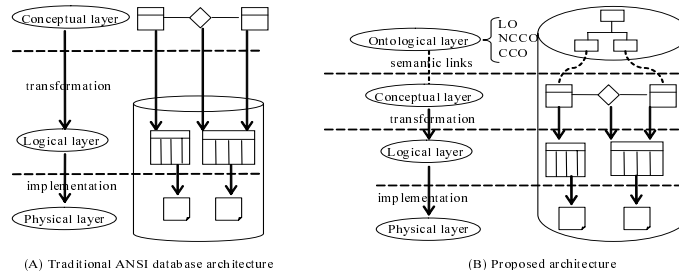 Conceptual layer
transformation
Logical layer
implementation
Physical layer
(A) Traditional ANSI database architecture
Ontological layer
LO
NCCO
CCO
semantic links
Conceptual layer
transformation
Logical layer
implementation
Physical layer
(B) Proposed architecture